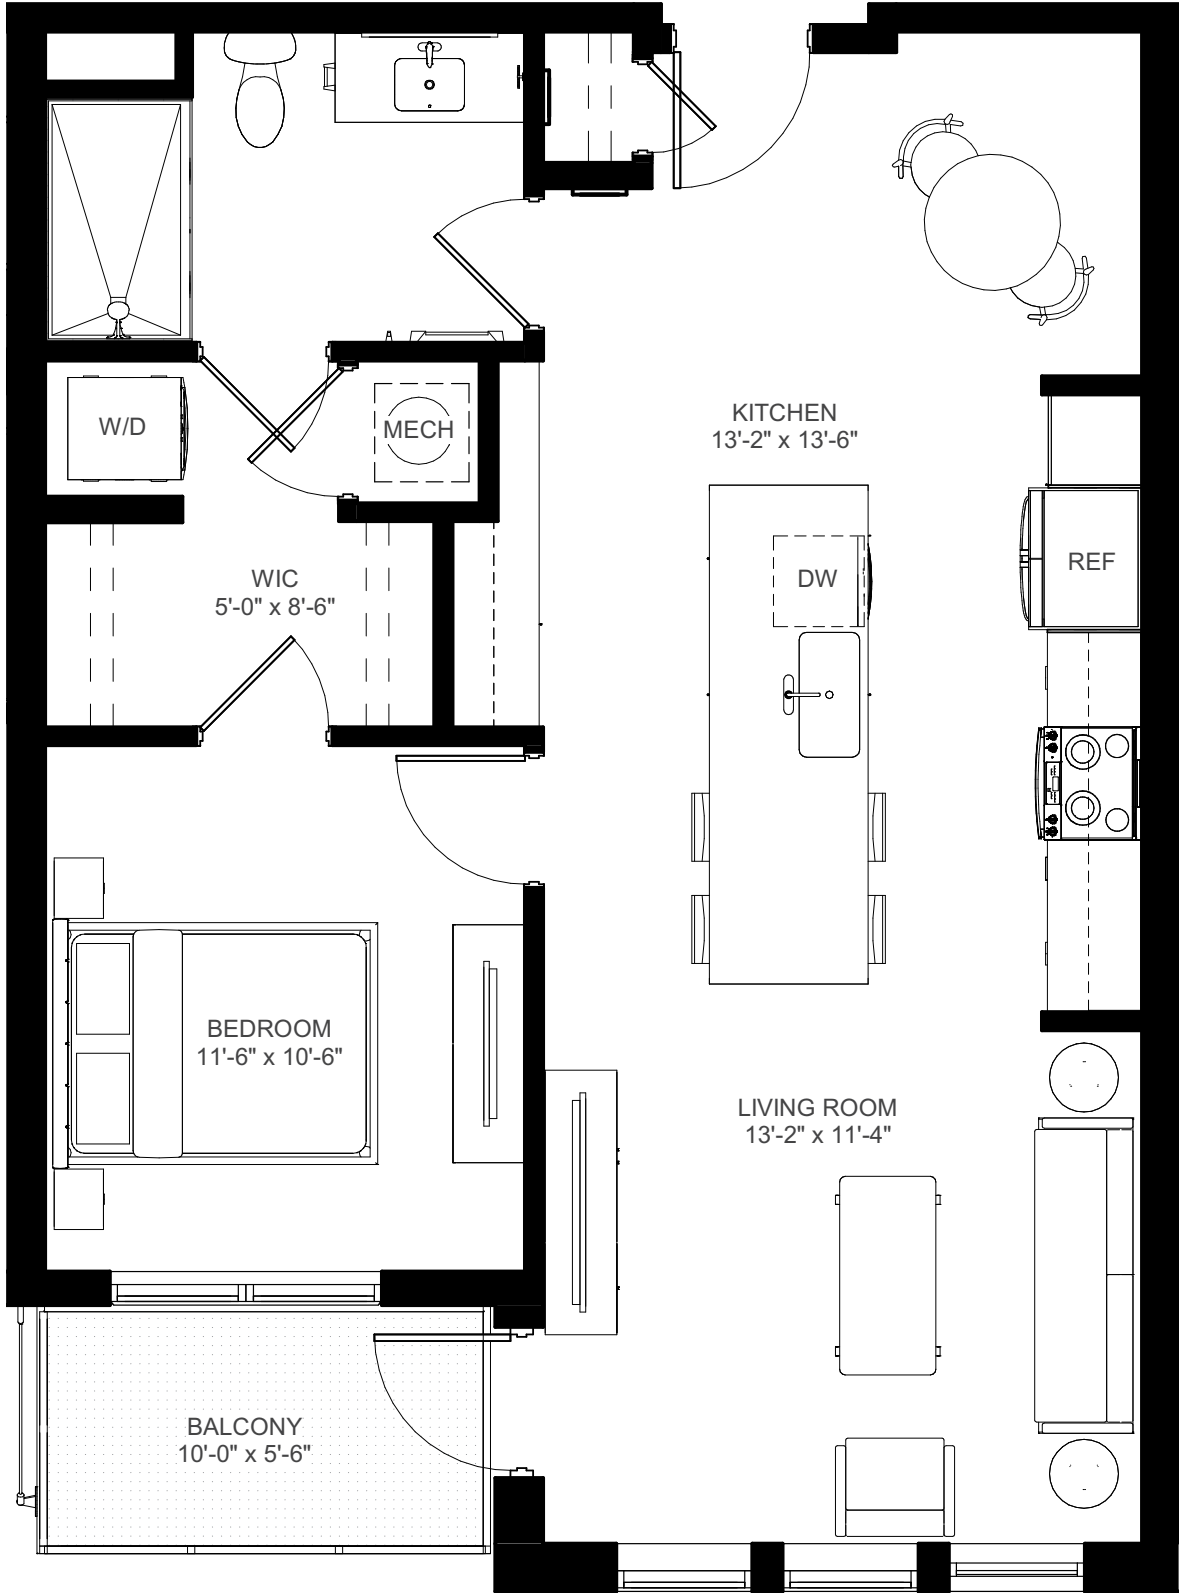 KITCHEN
13'-2" x 13'-6"
W/D
MECH
REF
DW
WIC
5'-0" x 8'-6"
BEDROOM
11'-6" x 10'-6"
LIVING ROOM
13'-2" x 11'-4"
BALCONY
10'-0" x 5'-6"